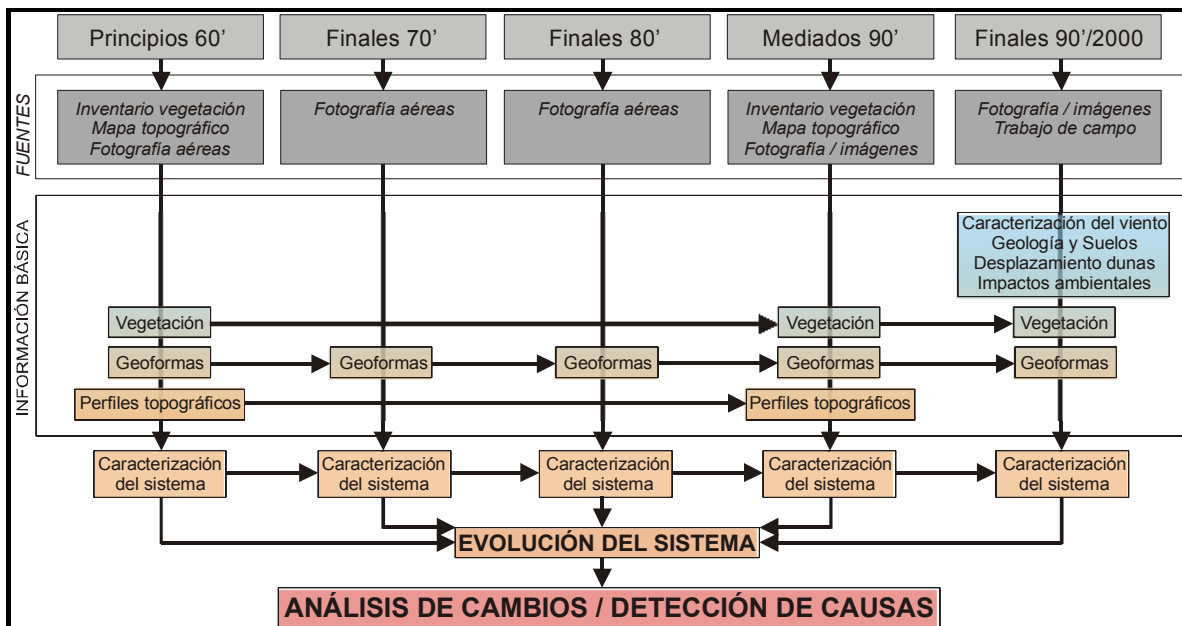 Principios 60'
Finales 70'
Finales 80'
Mediados 90'
Finales 90'/2000
FUENTES
Inventario vegetación
Mapa topográfico
Fotografía aéreas
Fotografía aéreas
Fotografía aéreas
Inventario vegetación
Mapa topográfico
Fotografía / imágenes
Fotografía / imágenes
Trabajo de campo
INFORMACIÓN BÁSICA
Caracterización del viento
Geología y Suelos
Desplazamiento dunas
Impactos ambientales
Vegetación
Vegetación
Vegetación
Geoformas
Geoformas
Geoformas
Geoformas
Geoformas
Perfiles topográficos
Perfiles topográficos
Caracterización
del sistema
Caracterización
del sistema
Caracterización
del sistema
Caracterización
del sistema
Caracterización
del sistema
EVOLUCIÓN DEL SISTEMA
ANÁLISIS DE CAMBIOS / DETECCIÓN DE CAUSAS